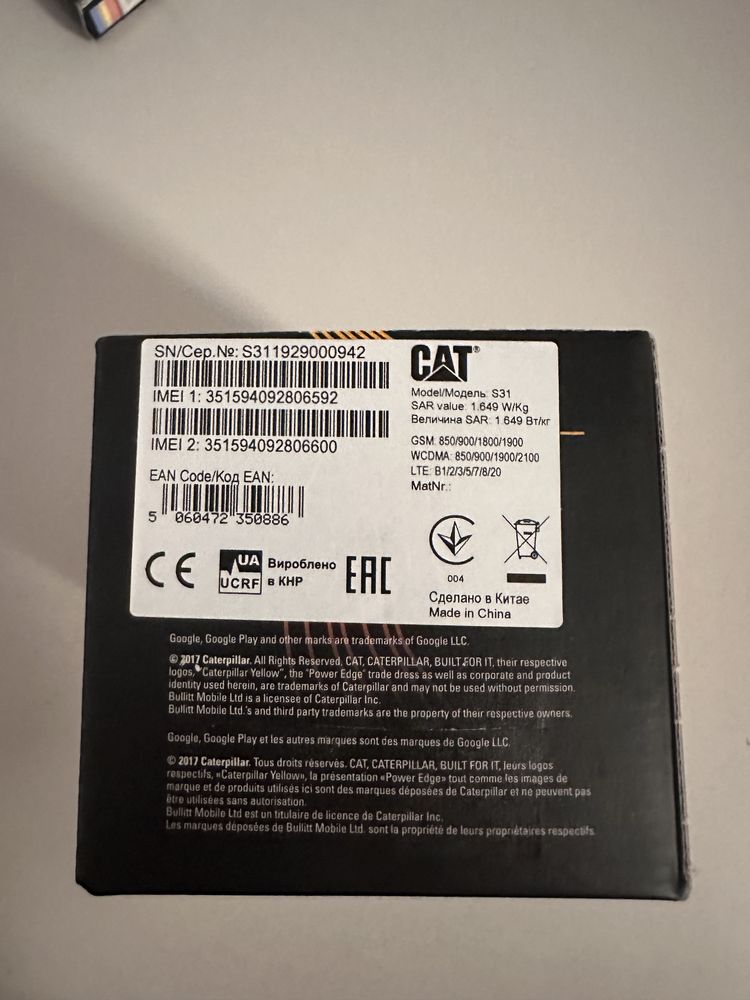 SN/Сер.№: S311929000942
IMEI 1: 351594092806592
IMEI 2: 351594092806600
EAN Code/Код EAN:
5 060472 350886
CE
UA
UCRF
Вироблено
в КНР
EAC
CAT®
Model/Модель: S31
SAR value: 1.649 W/Kg
Величина SAR: 1.649 Вт/кг
GSM: 850/900/1800/1900
WCDMA: 850/900/1900/2100
LTE: B1/2/3/5/7/8/20
MatNr.:
004
Сделано в Китае
Made in China
Google, Google Play and other marks are trademarks of Google LLC.
© 2017 Caterpillar. All Rights Reserved. CAT, CATERPILLAR, BUILT FOR IT, their respective
logos, "Caterpillar Yellow", the "Power Edge" trade dress as well as corporate and product
identity used herein, are trademarks of Caterpillar and may not be used without permission.
Bullitt Mobile Ltd is a licensee of Caterpillar Inc.
Bullitt Mobile Ltd.'s and third party trademarks are the property of their respective owners.
Google, Google Play et les autres marques sont des marques de Google LLC.
© 2017 Caterpillar. Tous droits réservés. CAT, CATERPILLAR, BUILT FOR IT, leurs logos
respectifs, «Caterpillar Yellow», la présentation «Power Edge» tout comme les images de
marque et de produits utilisés ici sont des marques déposées de Caterpillar et ne peuvent pas
être utilisées sans autorisation.
Bullitt Mobile Ltd est un titulaire de licence de Caterpillar Inc.
Les marques déposées de Bullitt Mobile Ltd. sont la propriété de leurs propriétaires respectifs.